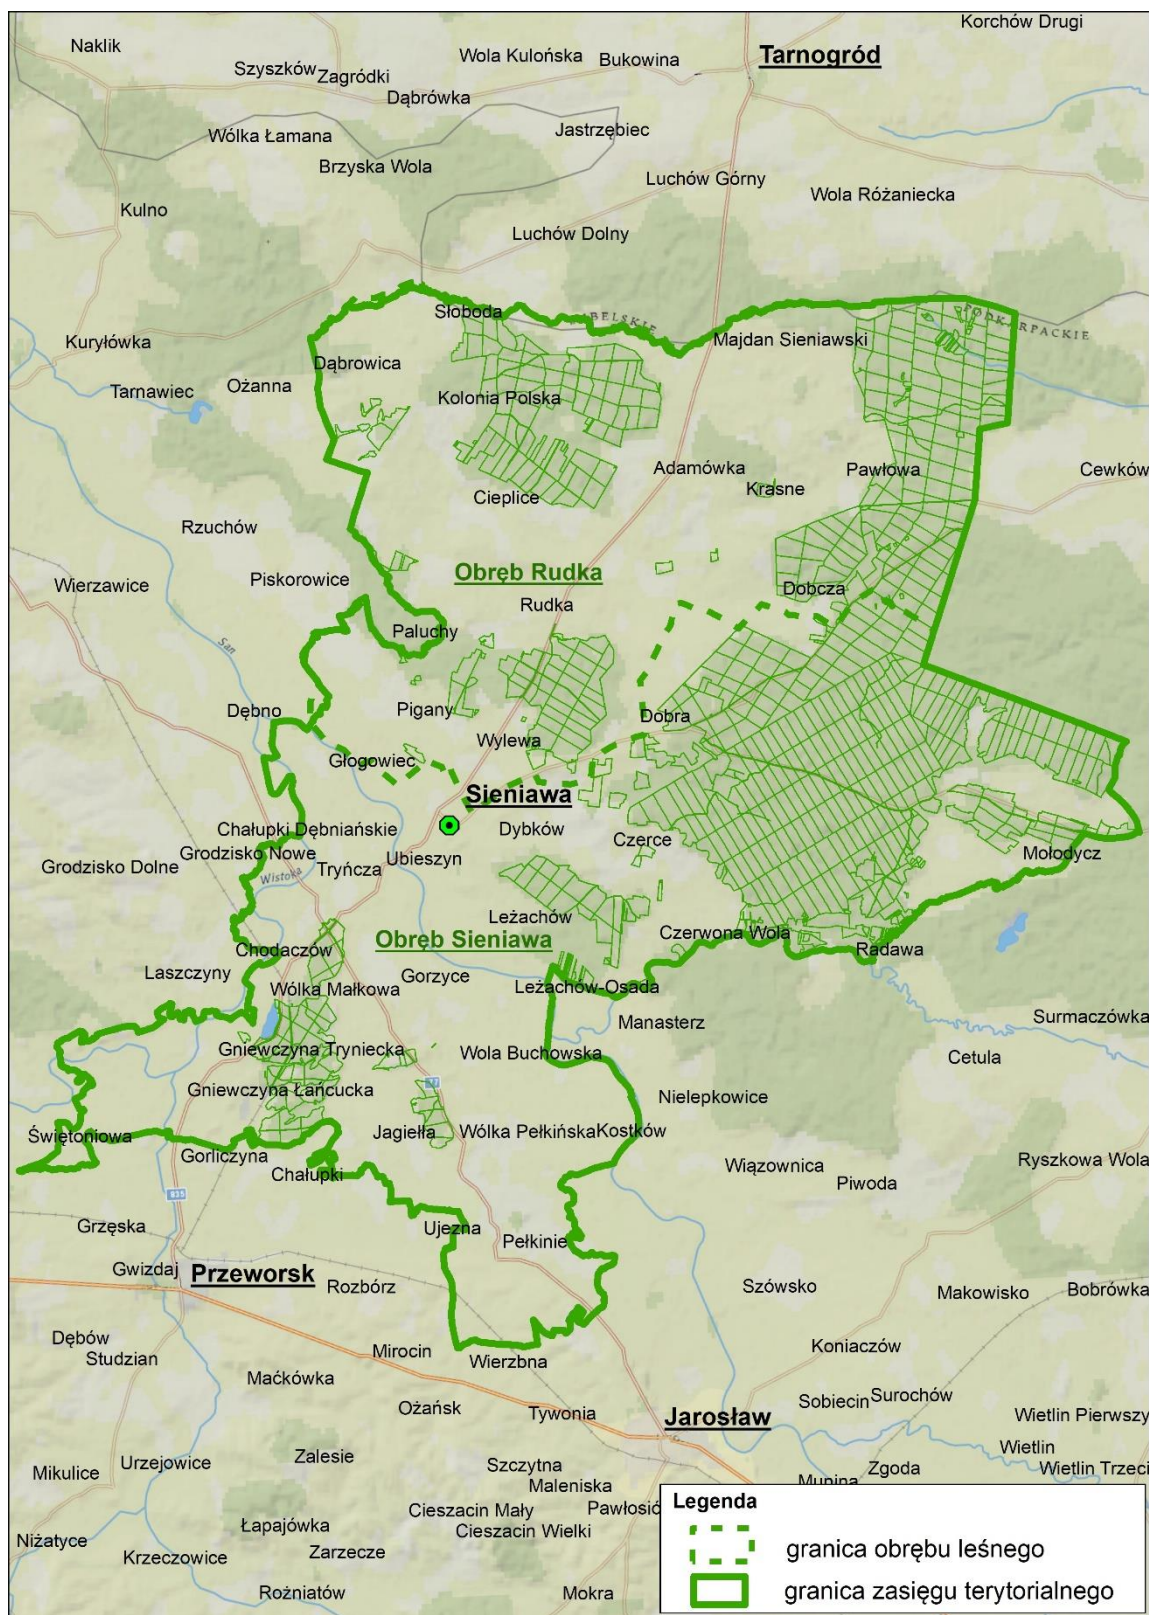 Korchów Drugi
Naklik
Wola Kulońska
Bukowina
Tarnogród
Szyszków
Zagródki
Dąbrówka
Wólka Łamana
Jastrzębiec
Brzyska Wola
Luchów Górny
Wola Różaniecka
Kulno
Luchów Dolny
Słoboda
PODKARPACKIE
Kuryłówka
Majdan Sieniawski
Dąbrowica
Ożanna
Tarnawiec
Kolonia Polska
Adamówka
Pawłowa
Cewków
Krasne
Cieplice
Rzuchów
Obręb Rudka
Wierzawice
Piskorowice
Dobcza
Rudka
Paluchy
San
Dębno
Pigany
Dobra
Wylewa
Głogowiec
Sieniawa
Chałupki Dębniańskie
Dybków
Czerce
Grodzisko Nowe
Ubieszyn
Mołodycz
Grodzisko Dolne
Tryńcza
Wisłoka
Leżachów
Czerwona Wola
Obręb Sieniawa
Chodaczów
Radawa
Laszczyny
Gorzyce
Wólka Małkowa
Leżachów-Osada
Manasterz
Surmaczówka
Gniewczyna Tryniecka
Wola Buchowska
Cetula
77
Gniewczyna Łańcucka
Nielepkowice
Świętoniowa
Jagiełła
Wólka Pełkińska
Kostków
Gorliczyna
Wiązownica
Ryszkowa Wola
Chałupki
Piwoda
835
Grzęska
Ujezna
Pełkinie
Gwizdaj
Przeworsk
Rozbórz
Szówsko
Makowisko
Bobrówka
Dębów
Studzian
Mirocin
Wierzbna
Koniaczów
Maćkówka
Ożańsk
Tywonia
Jarosław
Sobiecin
Surochów
Wietlin Pierwszy
Zalesie
Wietlin
Mikulice
Urzejowice
Szczytna
Zgoda
Wietlin Trzeci
Maleniska
Munina
Cieszacin Mały
Pawłosió
Łapajówka
Cieszacin Wielki
Niżatyce
Krzeczowice
Zarzecze
Rożniatów
Mokra
Legenda
granica obrębu leśnego
granica zasięgu terytorialnego